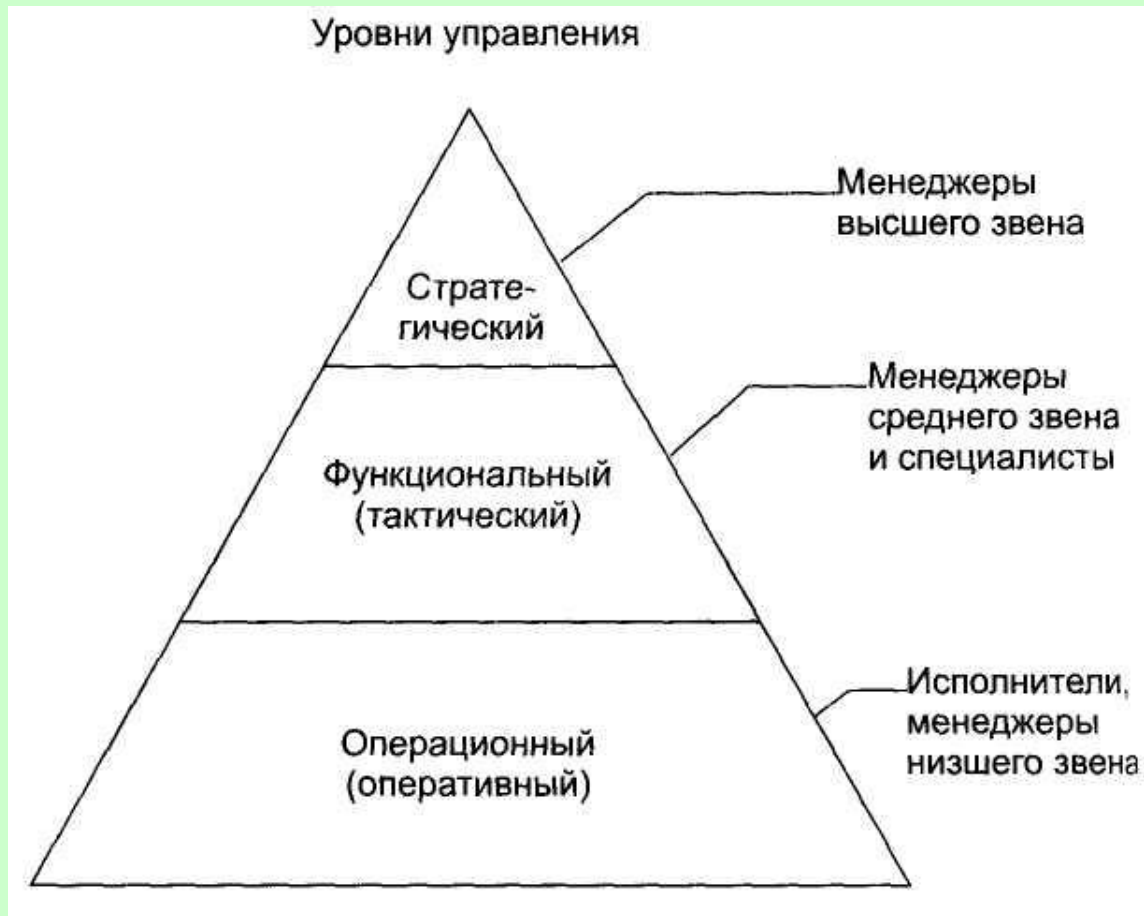 Уровни управления
Менеджеры
высшего звена
Страте-
гический
Менеджеры
среднего звена
и специалисты
Функциональный
(тактический)
Исполнители,
менеджеры
низшего звена
Операционный
(оперативный)